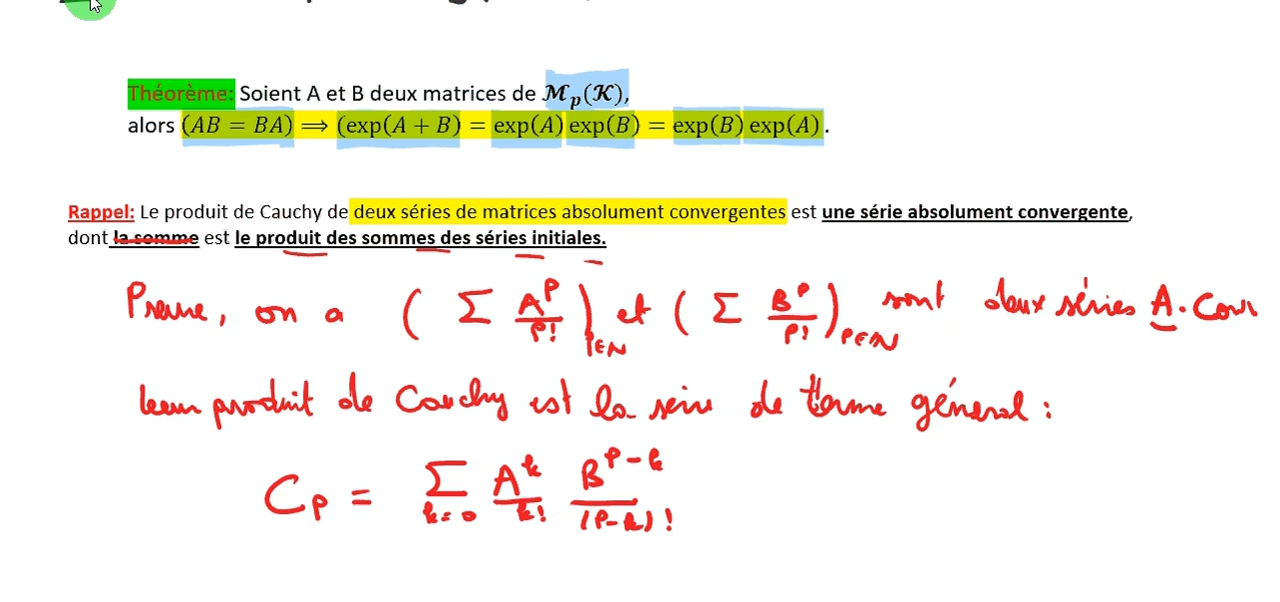 Théorème: Soient A et B deux matrices de 𝓜ₚ(𝓚),
alors (AB = BA) ⟹ (exp(A + B) = exp(A) exp(B) = exp(B) exp(A) .
Rappel: Le produit de Cauchy de deux séries de matrices absolument convergentes est une série absolument convergente,
dont la somme est le produit des sommes des séries initiales.
Preuve, on a ( Σ A^p/p! )_{p∈N} et ( Σ B^p/p! )_{p∈N} sont deux séries A. Conv
leur produit de Cauchy est la série de terme général :
C_p = Σ_{k=0} A^k/k! B^{p-k}/(p-k)!